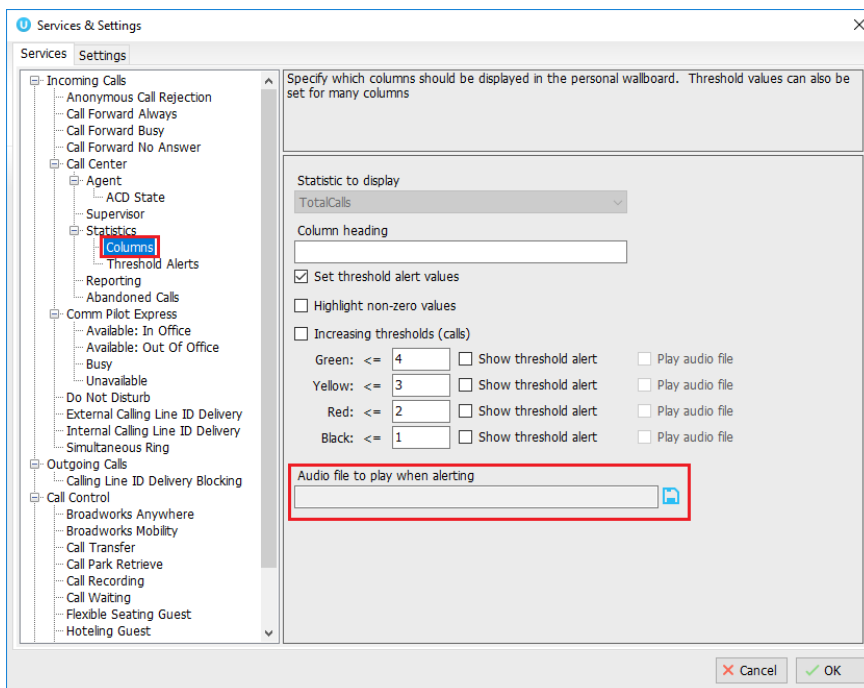 Services & Settings
Services Settings
Incoming Calls
Anonymous Call Rejection
Call Forward Always
Call Forward Busy
Call Forward No Answer
Call Center
Agent
ACD State
Supervisor
Statistics
Columns
Threshold Alerts
Reporting
Abandoned Calls
Comm Pilot Express
Available: In Office
Available: Out Of Office
Busy
Unavailable
Do Not Disturb
External Calling Line ID Delivery
Internal Calling Line ID Delivery
Simultaneous Ring
Outgoing Calls
Calling Line ID Delivery Blocking
Call Control
Broadworks Anywhere
Broadworks Mobility
Call Transfer
Call Park Retrieve
Call Recording
Call Waiting
Flexible Seating Guest
Hoteling Guest
Specify which columns should be displayed in the personal wallboard. Threshold values can also be
set for many columns
Statistic to display
TotalCalls
Column heading
Set threshold alert values
Highlight non-zero values
Increasing thresholds (calls)
Green: <= 4 Show threshold alert Play audio file
Yellow: <= 3 Show threshold alert Play audio file
Red: <= 2 Show threshold alert Play audio file
Black: <= 1 Show threshold alert Play audio file
Audio file to play when alerting
Cancel OK